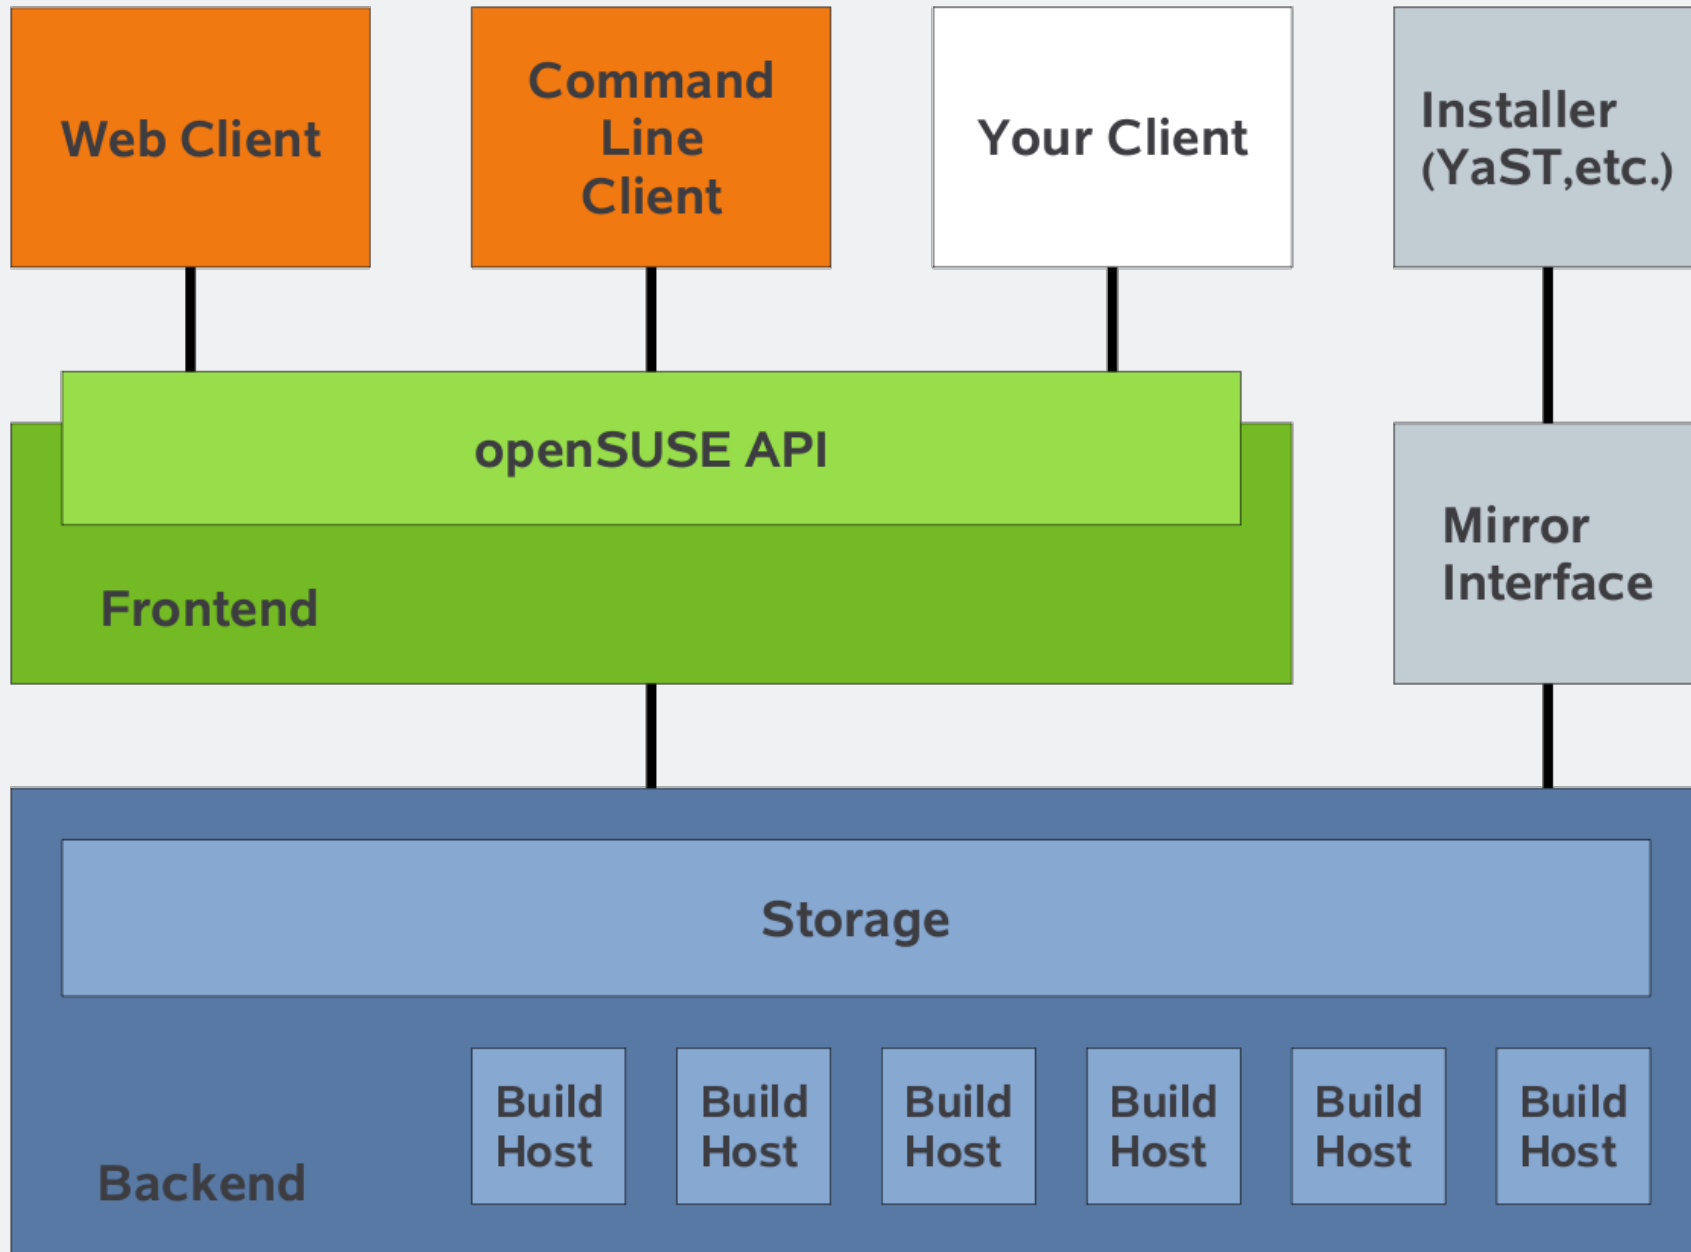 Web Client
Command
Line
Client
Your Client
Installer
(YaST,etc.)
openSUSE API
Frontend
Mirror
Interface
Storage
Build
Host
Build
Host
Build
Host
Build
Host
Build
Host
Build
Host
Backend